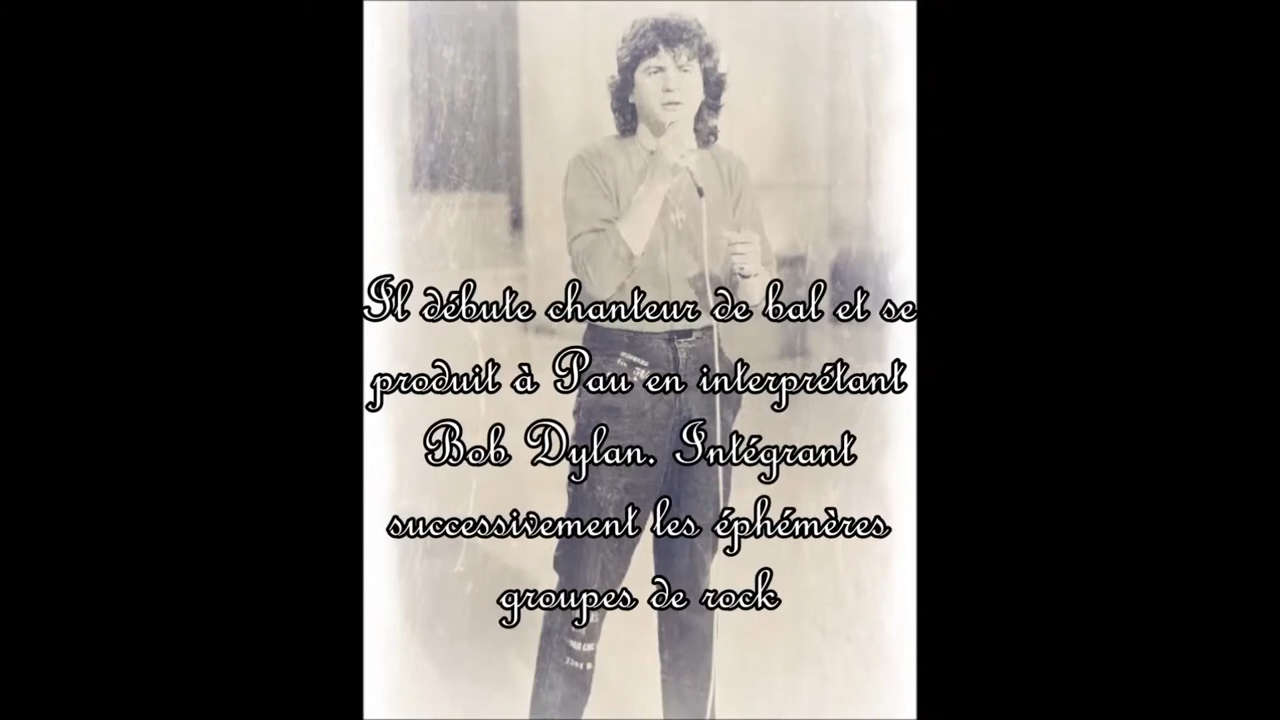 Il débute chanteur de bal et se
produit à Pau en interprétant
Bob Dylan. Intégrant
successivement les éphémères
groupes de rock